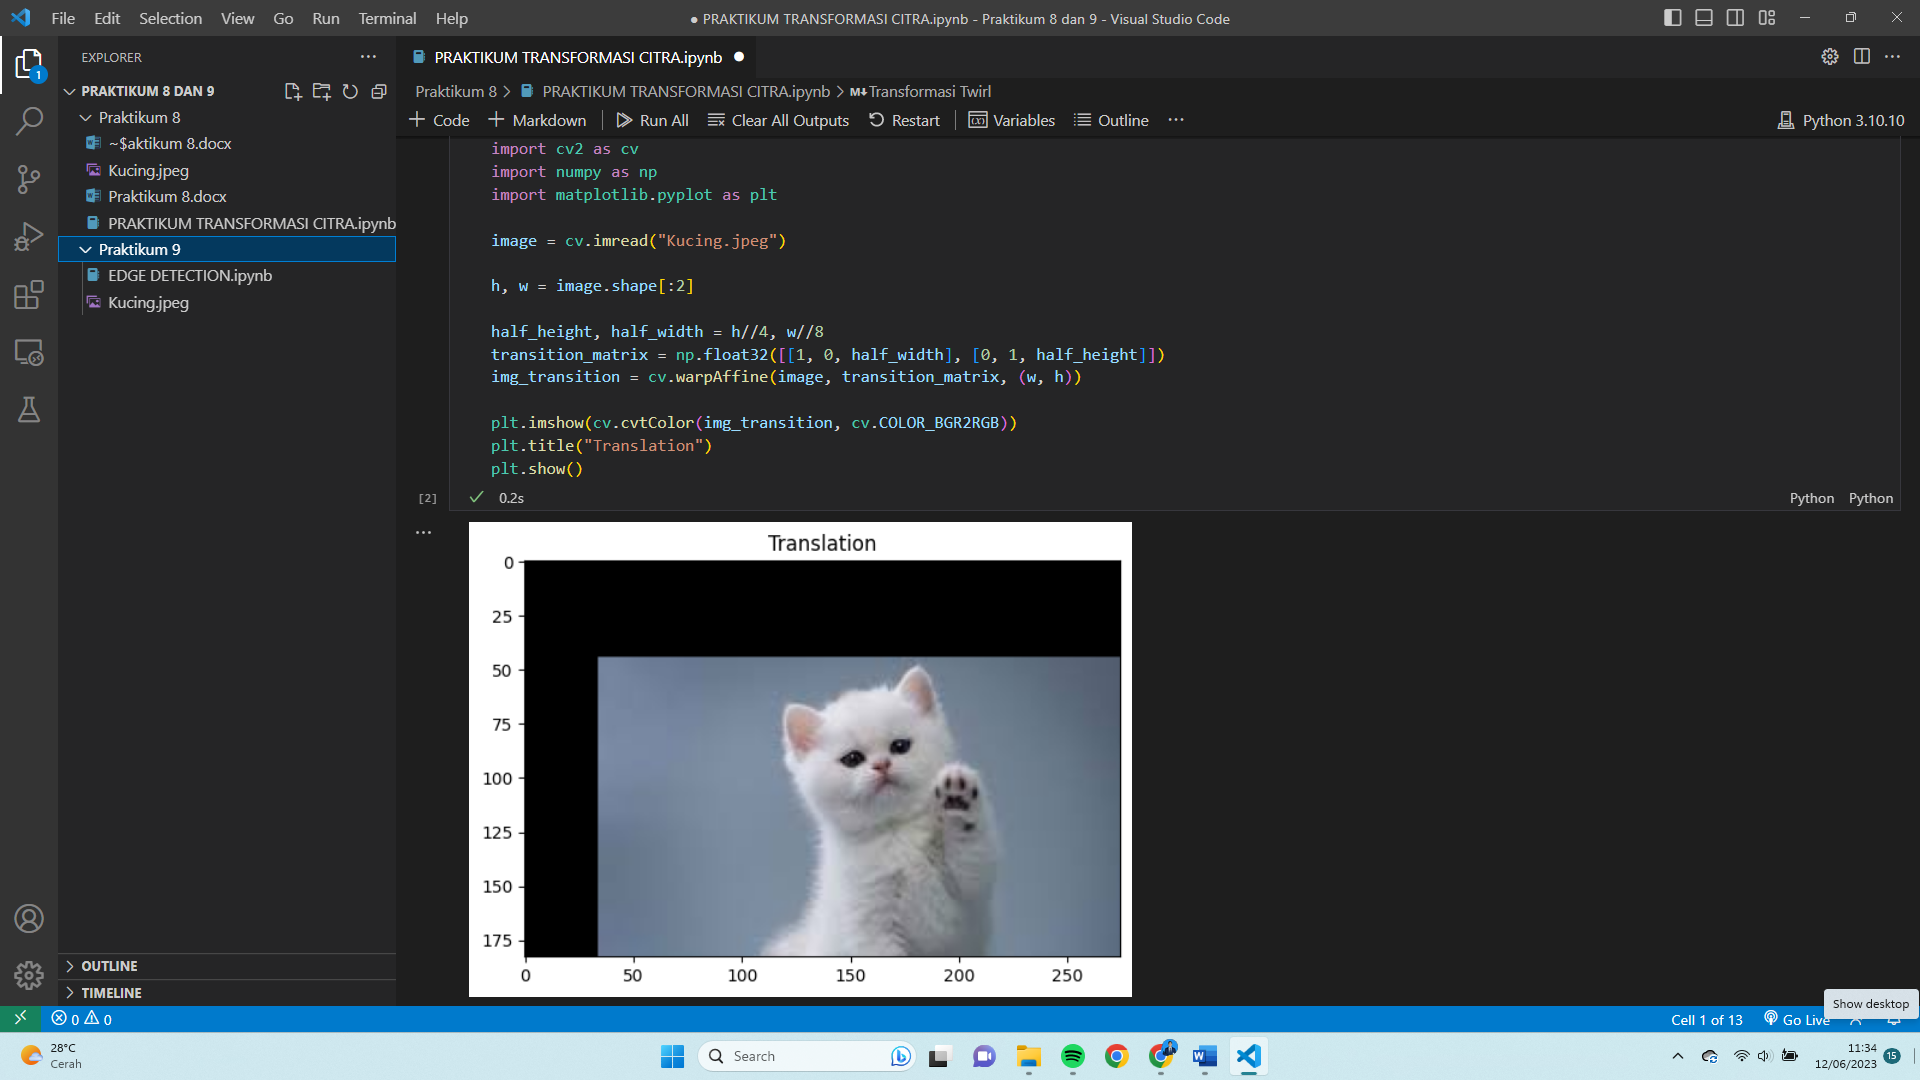 File Edit Selection View Go Run Terminal Help
● PRAKTIKUM TRANSFORMASI CITRA.ipynb - Praktikum 8 dan 9 - Visual Studio Code
EXPLORER
PRAKTIKUM 8 DAN 9
Praktikum 8
~$aktikum 8.docx
Kucing.jpeg
Praktikum 8.docx
PRAKTIKUM TRANSFORMASI CITRA.ipynb
Praktikum 9
EDGE DETECTION.ipynb
Kucing.jpeg
OUTLINE
TIMELINE
1
PRAKTIKUM TRANSFORMASI CITRA.ipynb
Praktikum 8 > PRAKTIKUM TRANSFORMASI CITRA.ipynb > M↓Transformasi Twirl
+ Code + Markdown Run All Clear All Outputs Restart Variables Outline ...
Python 3.10.10
import cv2 as cv
import numpy as np
import matplotlib.pyplot as plt
image = cv.imread("Kucing.jpeg")
h, w = image.shape[:2]
half_height, half_width = h//4, w//8
transition_matrix = np.float32([[1, 0, half_width], [0, 1, half_height]])
img_transition = cv.warpAffine(image, transition_matrix, (w, h))
plt.imshow(cv.cvtColor(img_transition, cv.COLOR_BGR2RGB))
plt.title("Translation")
plt.show()
[2] 0.2s
Python Python
Translation
0
25
50
75
100
125
150
175
0 50 100 150 200 250
Show desktop
0 0
Cell 1 of 13 Go Live
28°C
Cerah
Search
11:34
12/06/2023
15